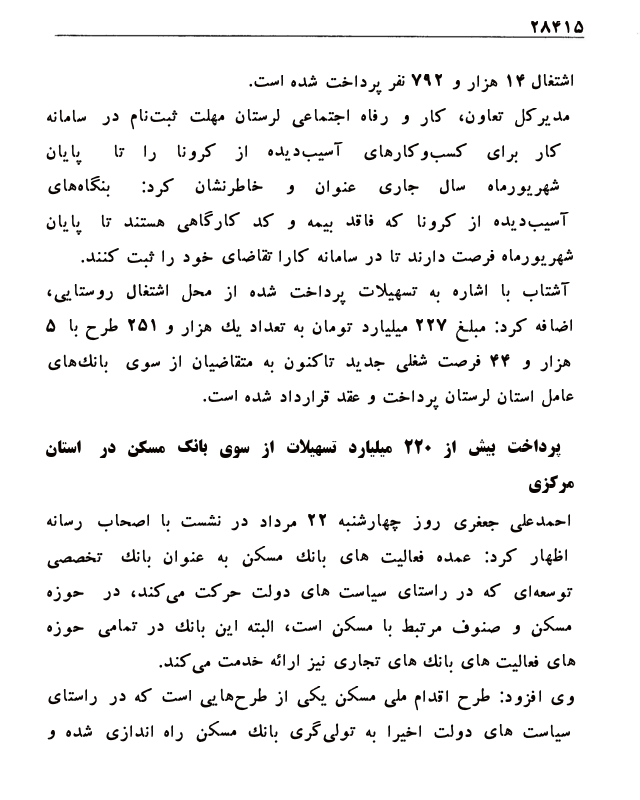 ۲۸۴۱۵
اشتغال ۱۴ هزار و ۷۹۲ نفر پرداخت شده است.
مدیرکل تعاون، کار و رفاه اجتماعی لرستان مهلت ثبت‌نام در سامانه
کار برای کسب‌وکارهای آسیب‌دیده از کرونا را تا پایان
شهریورماه سال جاری عنوان و خاطرنشان کرد: بنگاه‌های
آسیب‌دیده از کرونا که فاقد بیمه و کد کارگاهی هستند تا پایان
شهریورماه فرصت دارند تا در سامانه کارا تقاضای خود را ثبت کنند.
آشتاب با اشاره به تسهیلات پرداخت شده از محل اشتغال روستایی،
اضافه کرد: مبلغ ۲۲۷ میلیارد تومان به تعداد یك هزار و ۲۵۱ طرح با ۵
هزار و ۴۴ فرصت شغلی جدید تاکنون به متقاضیان از سوی بانك‌های
عامل استان لرستان پرداخت و عقد قرارداد شده است.
پرداخت بیش از ۲۲۰ میلیارد تسهیلات از سوی بانک مسکن در استان
مرکزی
احمدعلی جعفری روز چهارشنبه ۲۲ مرداد در نشست با اصحاب رسانه
اظهار کرد: عمده فعالیت های بانك مسکن به عنوان بانك تخصصی
توسعه‌ای که در راستای سیاست های دولت حرکت می‌کند، در حوزه
مسکن و صنوف مرتبط با مسکن است، البته این بانك در تمامی حوزه
های فعالیت های بانك های تجاری نیز ارائه خدمت می‌کند.
وی افزود: طرح اقدام ملی مسکن یکی از طرح‌هایی است که در راستای
سیاست های دولت اخیرا به تولی‌گری بانك مسکن راه اندازی شده و